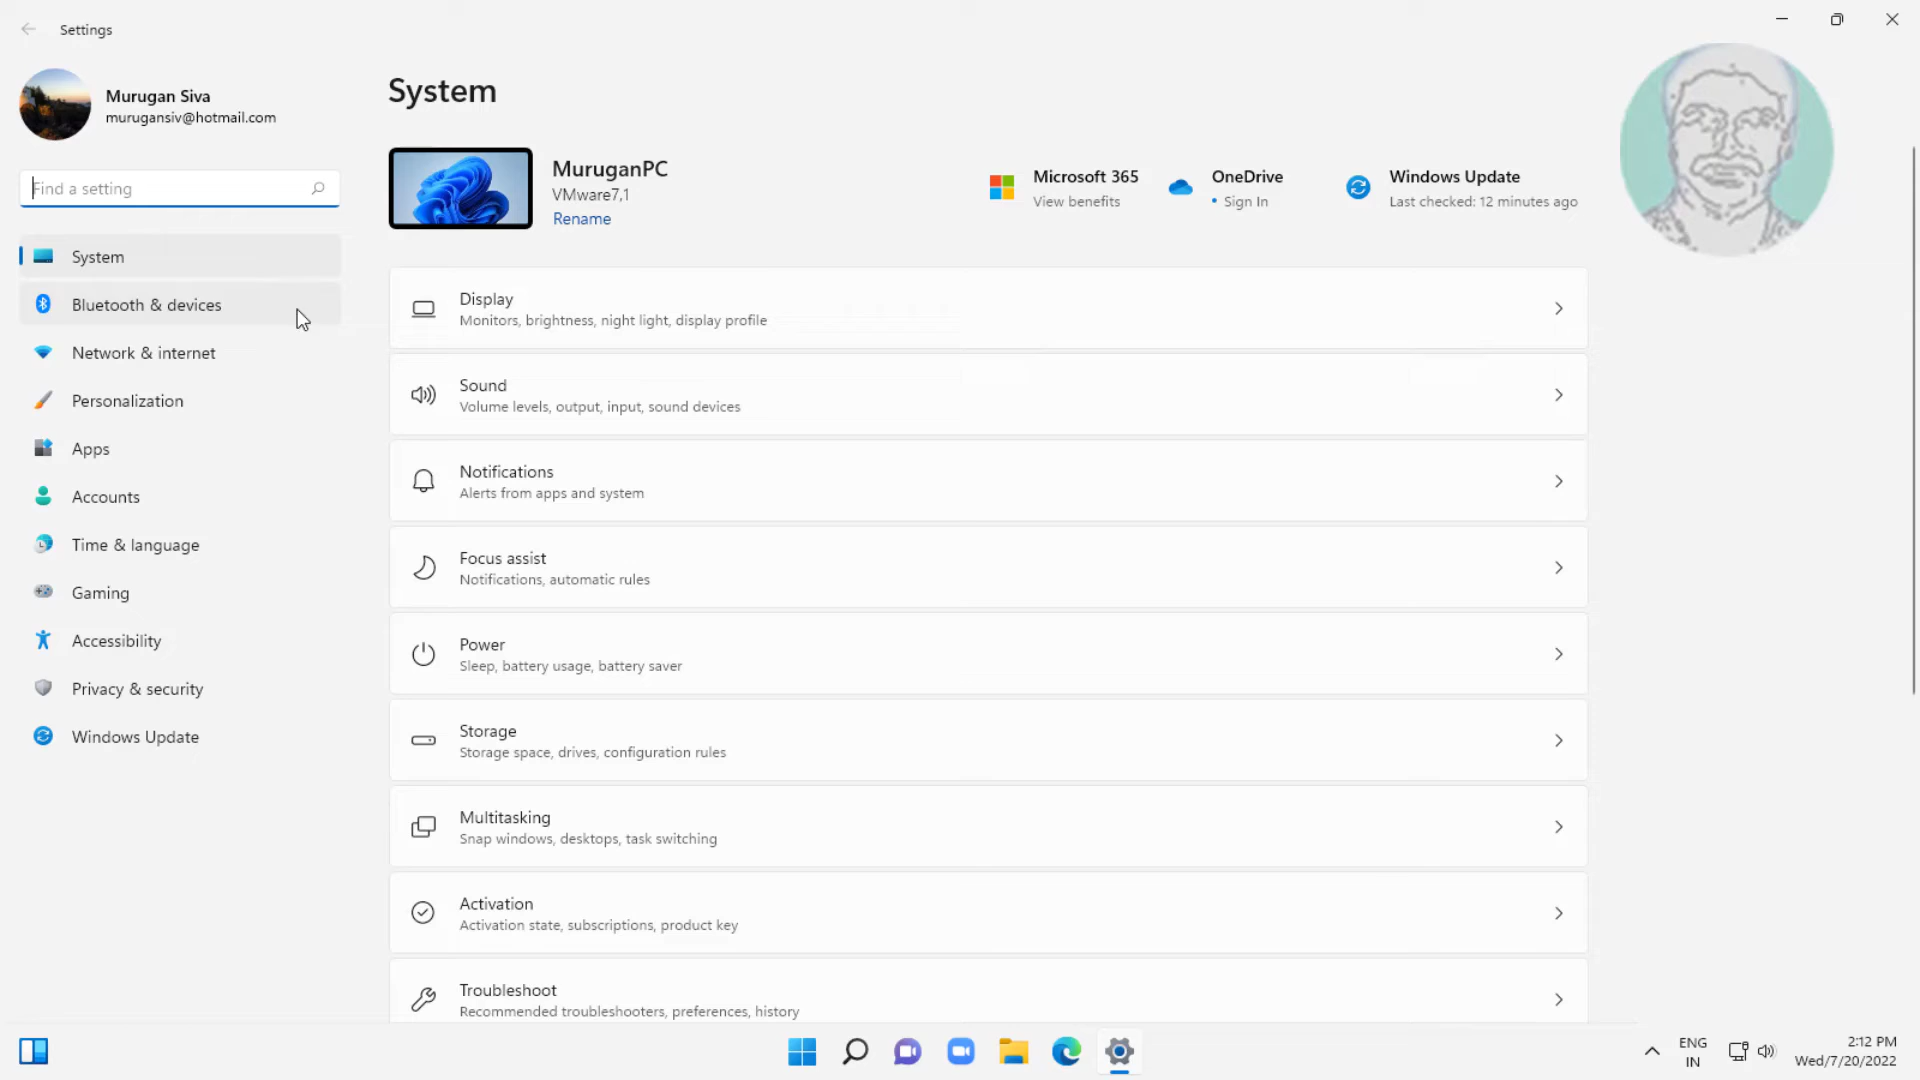 Settings
Murugan Siva
murugansiv@hotmail.com
Find a setting
System
Bluetooth & devices
Network & internet
Personalization
Apps
Accounts
Time & language
Gaming
Accessibility
Privacy & security
Windows Update
System
MuruganPC
VMware7,1
Rename
Microsoft 365
View benefits
OneDrive
• Sign In
Windows Update
Last checked: 12 minutes ago
Display
Monitors, brightness, night light, display profile
Sound
Volume levels, output, input, sound devices
Notifications
Alerts from apps and system
Focus assist
Notifications, automatic rules
Power
Sleep, battery usage, battery saver
Storage
Storage space, drives, configuration rules
Multitasking
Snap windows, desktops, task switching
Activation
Activation state, subscriptions, product key
Troubleshoot
Recommended troubleshooters, preferences, history
ENG
IN
2:12 PM
Wed/7/20/2022